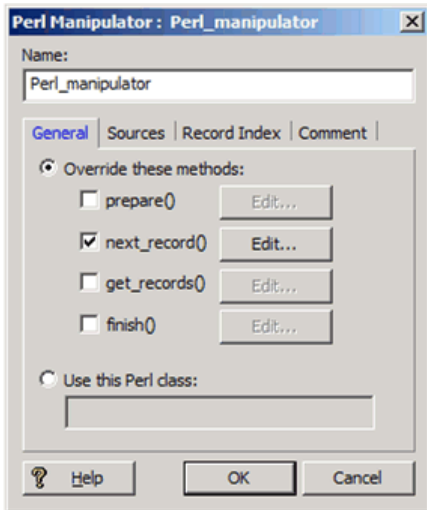 Perl Manipulator : Perl_manipulator
Name:
Perl_manipulator
General Sources Record Index Comment
Override these methods:
prepare() Edit...
next_record() Edit...
get_records() Edit...
finish() Edit...
Use this Perl class:
Help OK Cancel